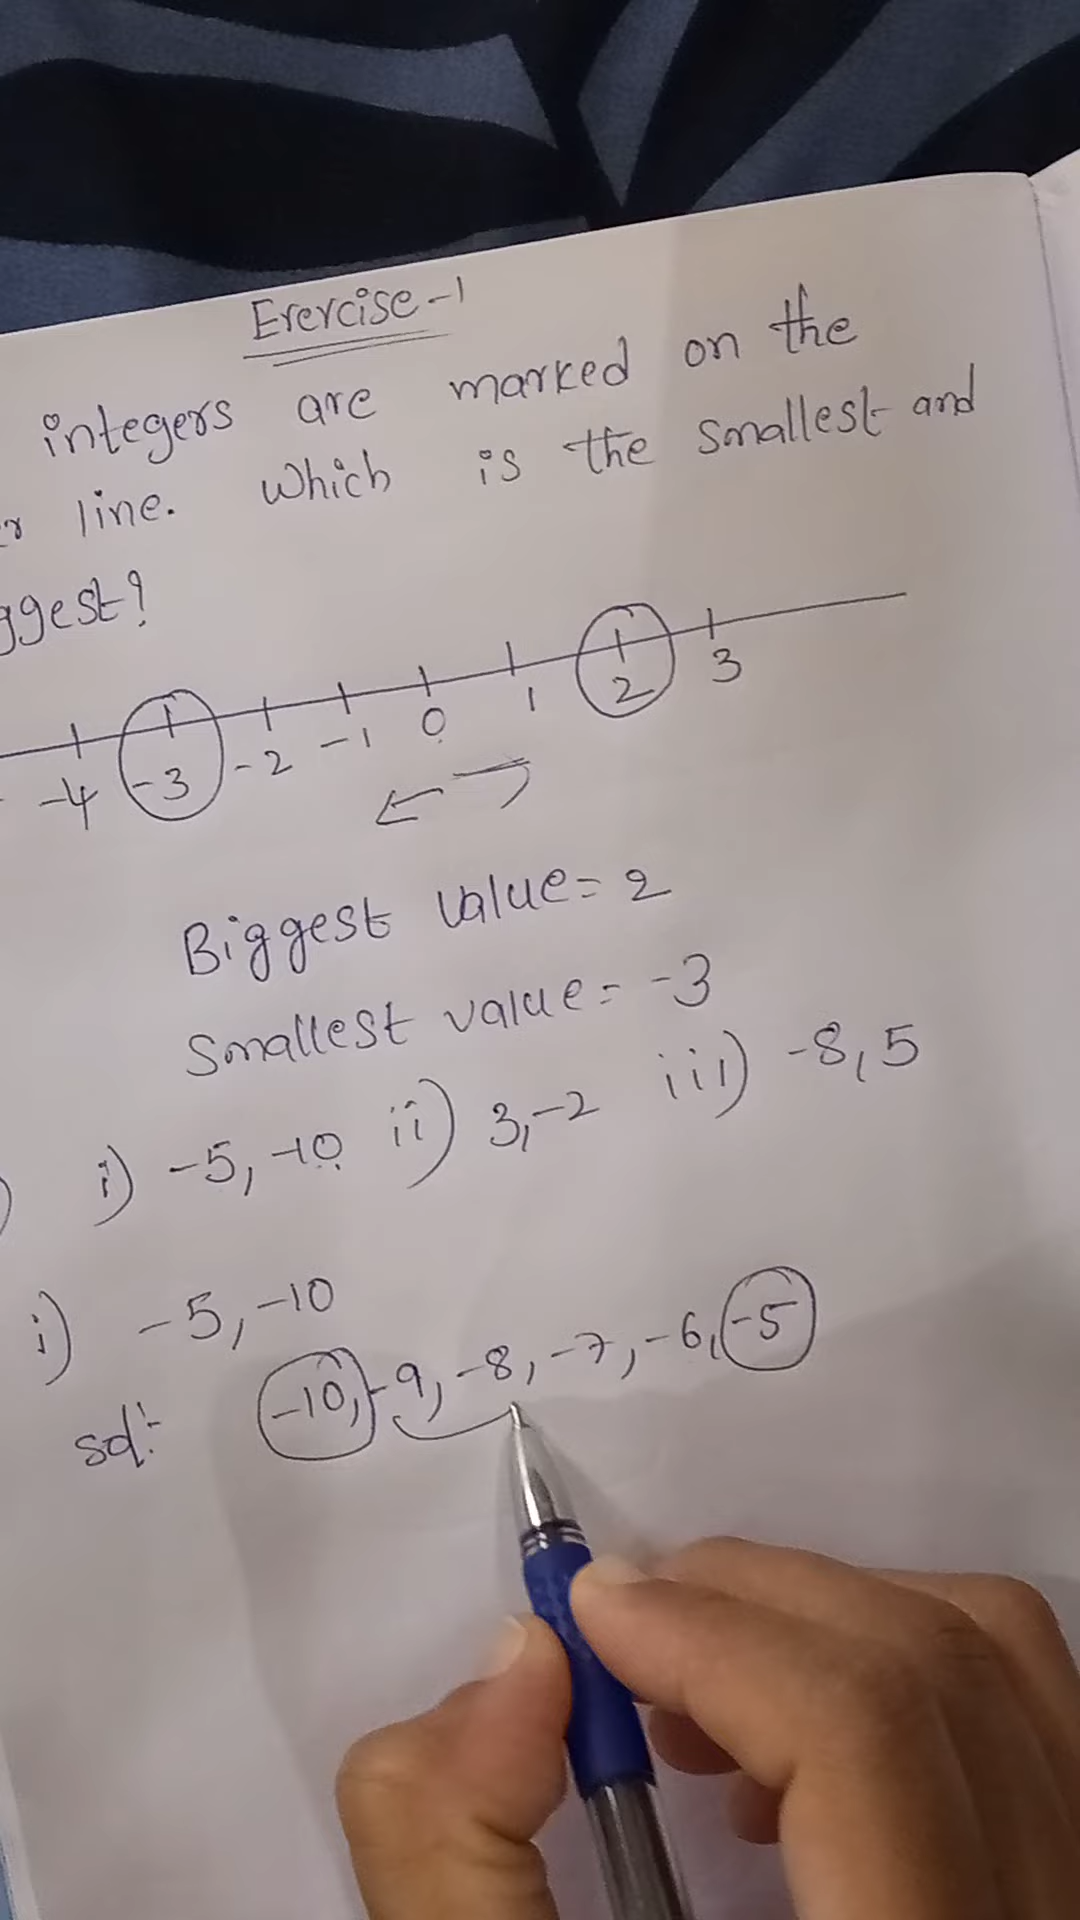 Erercise-1
integers are marked on the
line. Which is the smallest and
ggest?
-4 -3 -2 -1 0 1 2 3
Biggest value = 2
Smallest value = -3
i) -5, -10 ii) 3, -2 iii) -8, 5
i) -5, -10
sol:- -10, -9, -8, -7, -6, -5